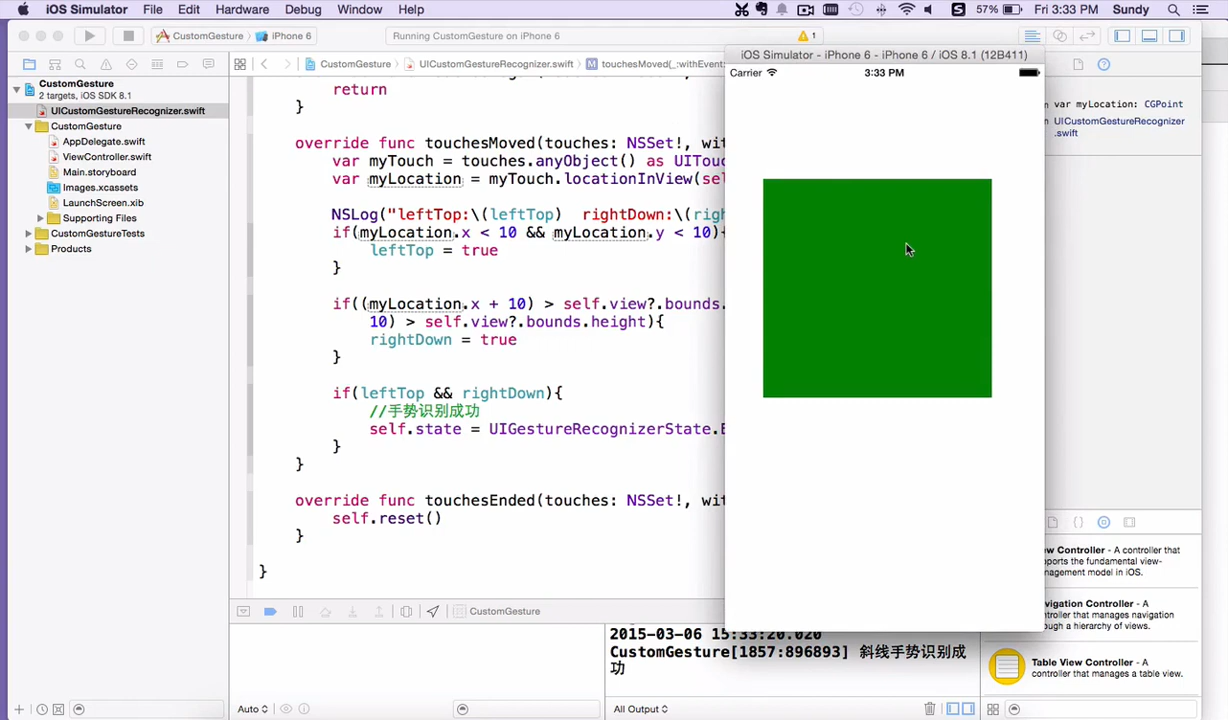 iOS Simulator File Edit Hardware Debug Window Help 57% Fri 3:33 PM Sundy
CustomGesture iPhone 6 Running CustomGesture on iPhone 6 1
iOS Simulator - iPhone 6 - iPhone 6 / iOS 8.1 (12B411)
Carrier 3:33 PM
CustomGesture
2 targets, iOS SDK 8.1
UICustomGestureRecognizer.swift
CustomGesture
AppDelegate.swift
ViewController.swift
Main.storyboard
Images.xcassets
LaunchScreen.xib
Supporting Files
CustomGestureTests
Products
CustomGesture UICustomGestureRecognizer.swift touchesMoved(_:withEvent:
return
}
override func touchesMoved(touches: NSSet!, wit
var myTouch = touches.anyObject() as UITouc
var myLocation = myTouch.locationInView(sel
NSLog("leftTop:\(leftTop) rightDown:\(righ
if(myLocation.x < 10 && myLocation.y < 10){
leftTop = true
}
if((myLocation.x + 10) > self.view?.bounds.
10) > self.view?.bounds.height){
rightDown = true
}
if(leftTop && rightDown){
//手势识别成功
self.state = UIGestureRecognizerState.E
}
}
override func touchesEnded(touches: NSSet!, wit
self.reset()
}
}
n var myLocation: CGPoint
n UICustomGestureRecognizer
.swift
CustomGesture
2015-03-06 15:33:20.020
CustomGesture[1857:896893] 斜线手势识别成
功
ew Controller - A controller that
pports the fundamental view-
nagement model in iOS.
avigation Controller - A
ntroller that manages navigation
rough a hierarchy of views.
Table View Controller - A
controller that manages a table view.
Auto
All Output